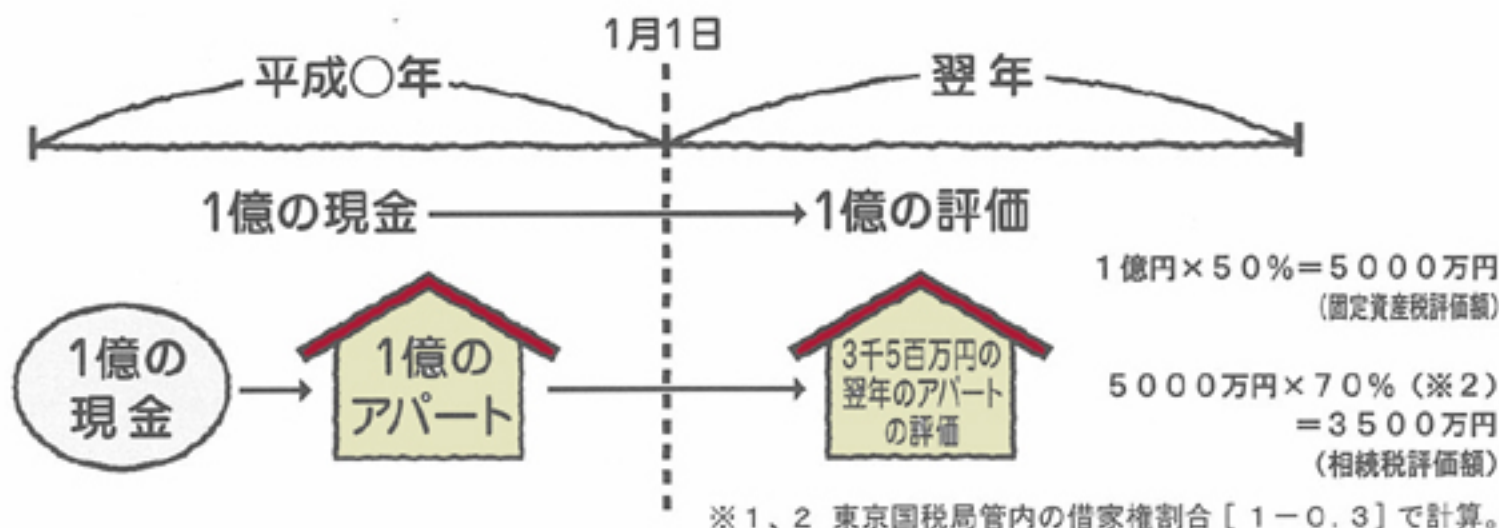 1月1日
平成〇年
翌年
1億の現金
1億の評価
1億円×50%=5000万円
(固定資産税評価額)
1億の
現金
1億の
アパート
3千5百万円の
翌年のアパート
の評価
5000万円×70%(※2)
=3500万円
(相続税評価額)
※1、2 東京国税局管内の借家権割合[1-0.3]で計算。